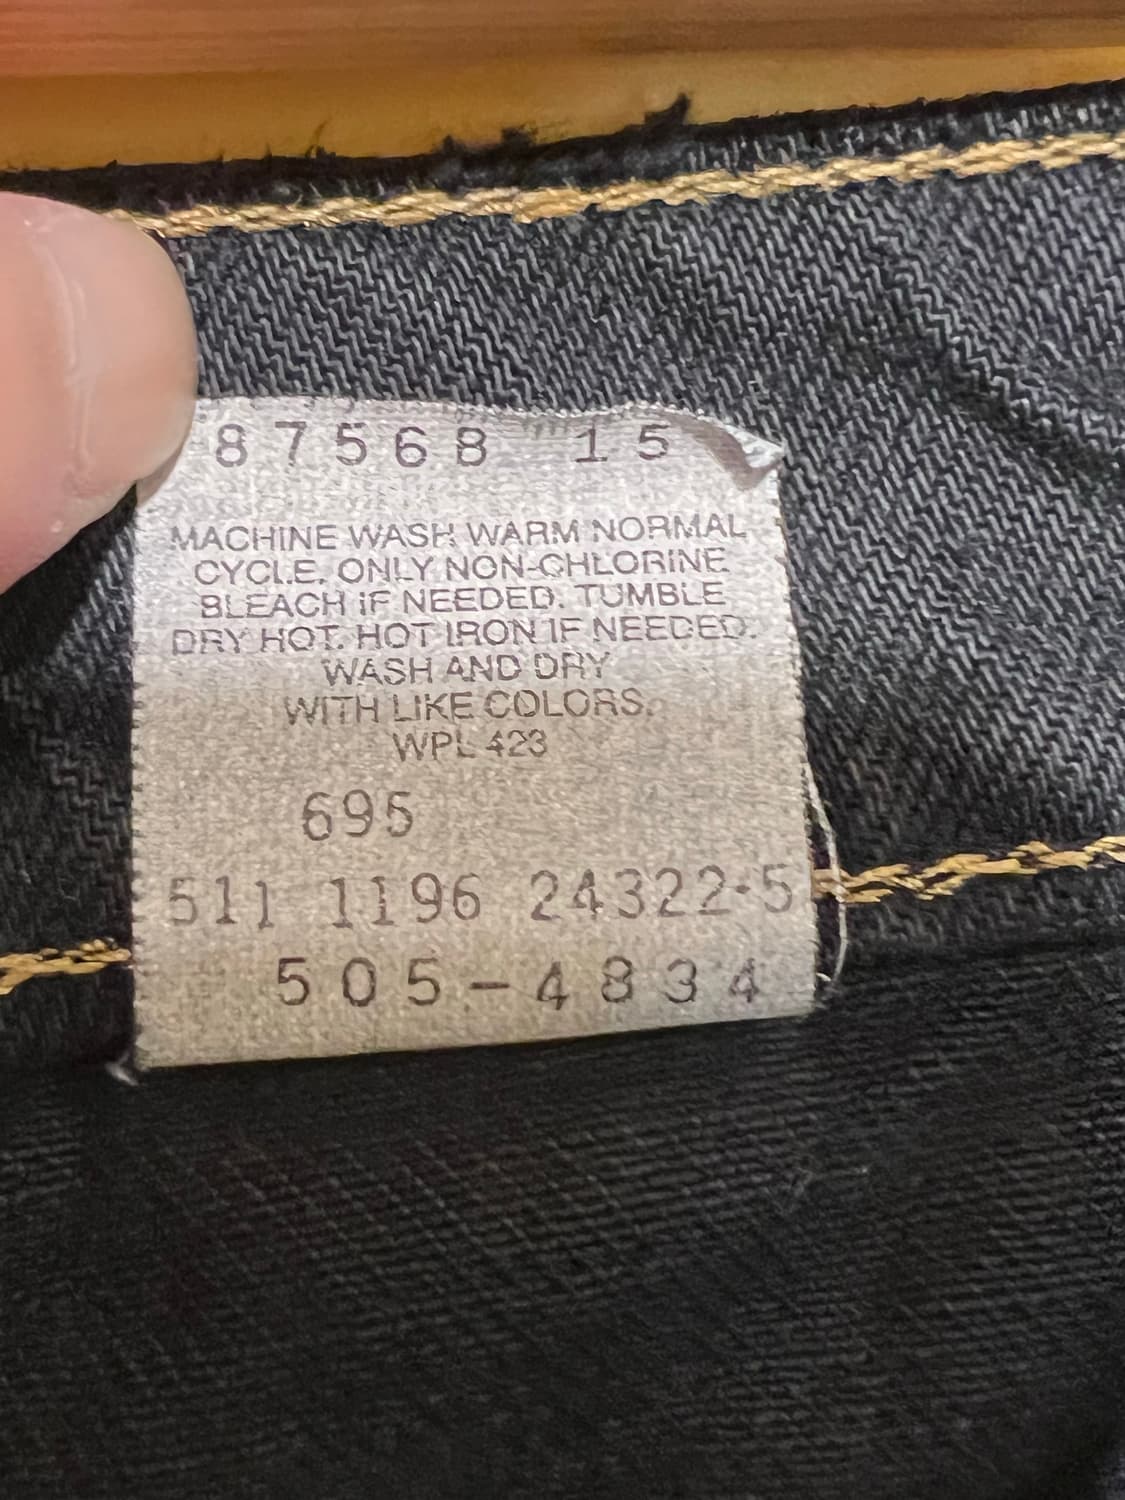 87568 15
MACHINE WASH WARM NORMAL
CYCLE. ONLY NON-CHLORINE
BLEACH IF NEEDED. TUMBLE
DRY HOT. HOT IRON IF NEEDED.
WASH AND DRY
WITH LIKE COLORS.
WPL 423
695
511 1196 24322-5
505-4834